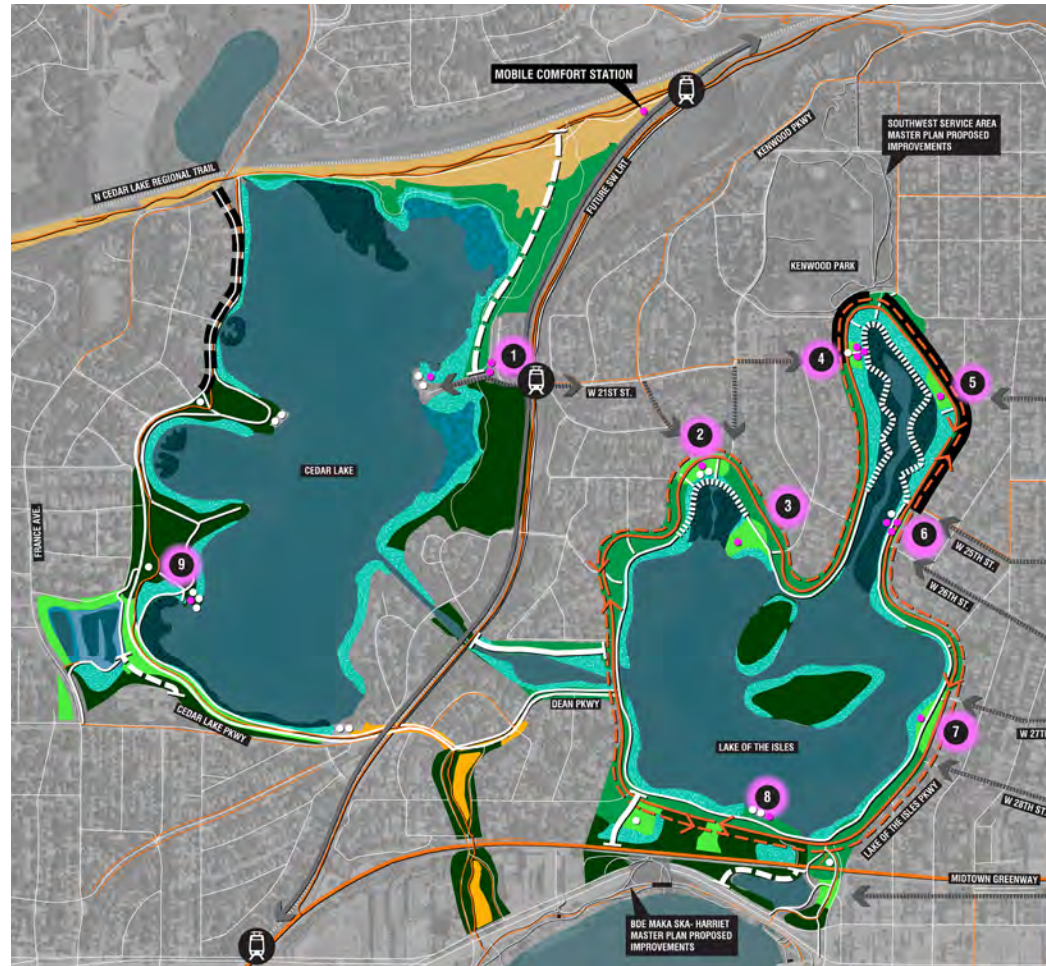 MOBILE COMFORT STATION
SOUTHWEST SERVICE AREA
MASTER PLAN PROPOSED
IMPROVEMENTS
KENWOOD PKWY
N CEDAR LAKE REGIONAL TRAIL
FUTURE SW LRT
KENWOOD PARK
1
4
5
W 21ST ST.
2
CEDAR LAKE
3
FRANCE AVE.
6
W 25TH ST.
9
W 26TH ST.
CEDAR LAKE PKWY
DEAN PKWY
LAKE OF THE ISLES
7
W 27TH
8
W 28TH ST.
LAKE OF THE ISLES PKWY
MIDTOWN GREENWAY
BDE MAKA SKA- HARRIET
MASTER PLAN PROPOSED
IMPROVEMENTS